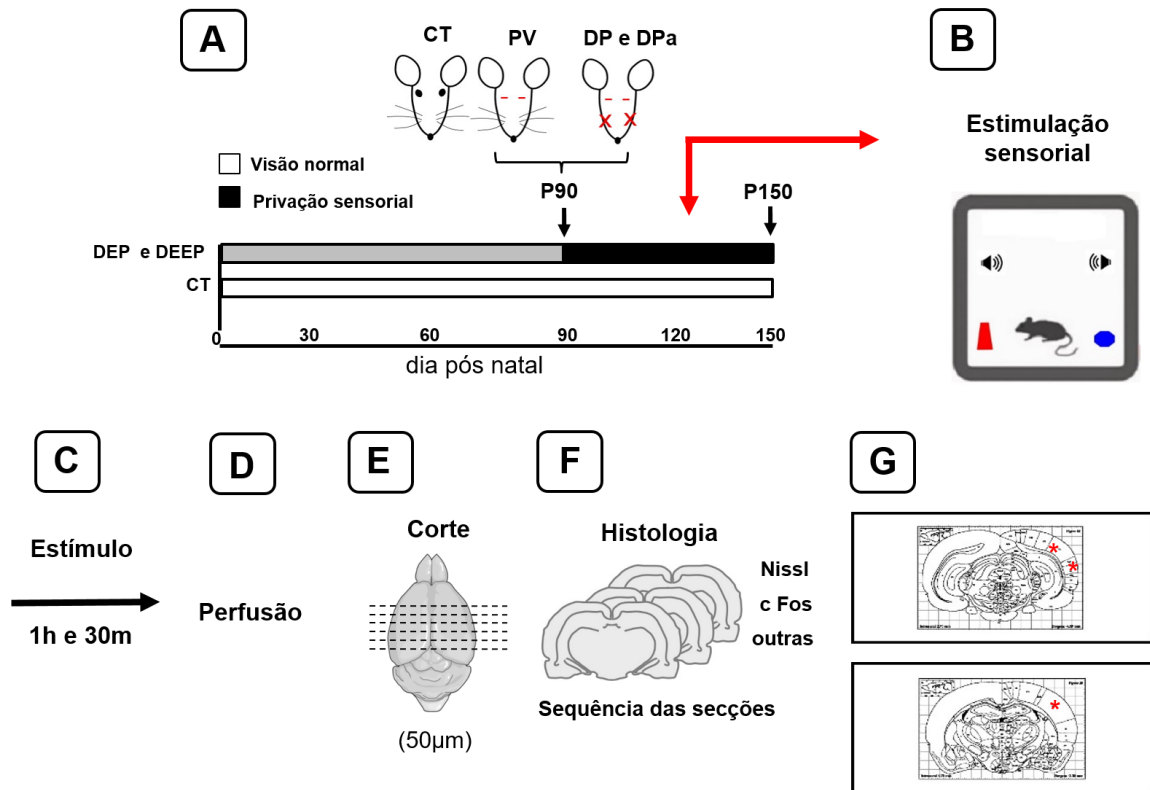 A
CT
PV
DP e DPa
Visão normal
Privação sensorial
P90
P150
DEP e DEEP
CT
0
30
60
90
120
150
dia pós natal
B
Estimulação
sensorial
C
Estímulo
1h e 30m
D
Perfusão
E
Corte
(50µm)
F
Histologia
Nissl
c Fos
outras
Sequência das secções
G